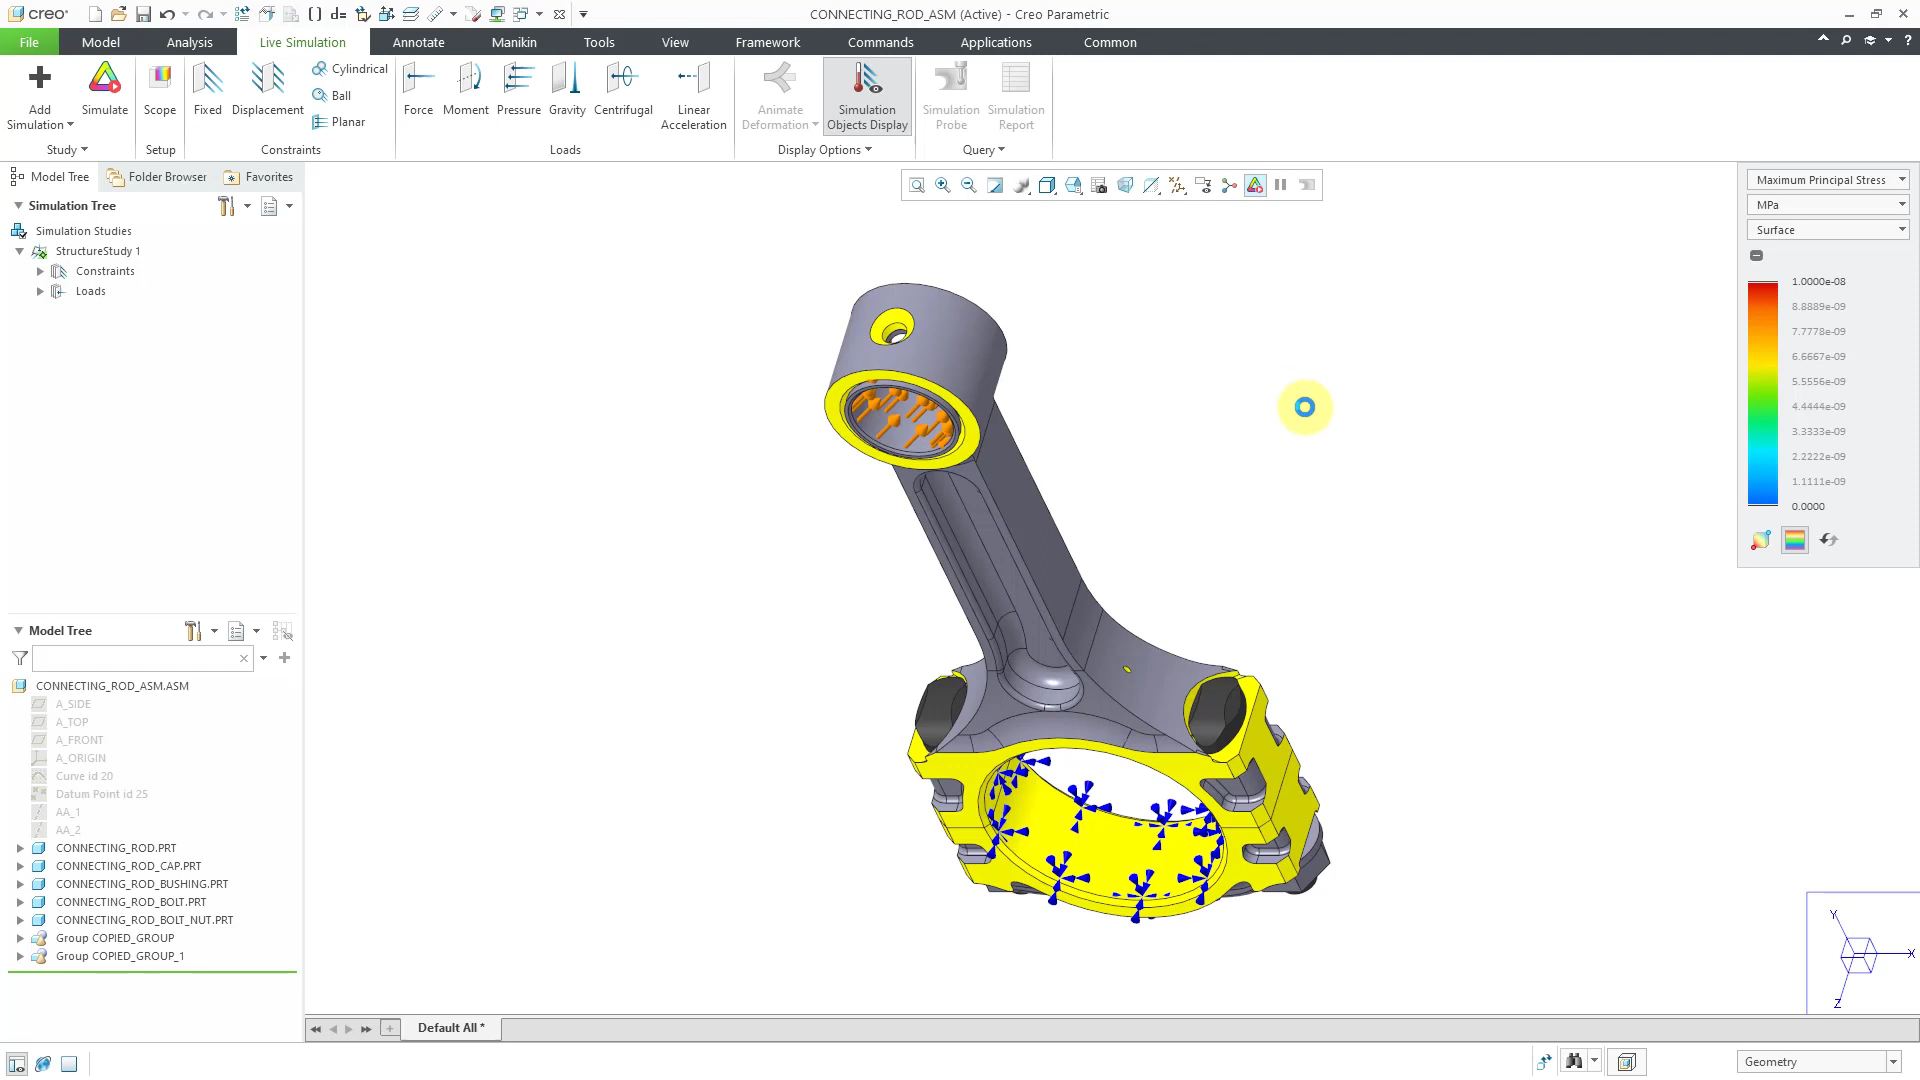 creo
CONNECTING_ROD_ASM (Active) - Creo Parametric
File
Model
Analysis
Live Simulation
Annotate
Manikin
Tools
View
Framework
Commands
Applications
Common
Add
Simulation
Simulate
Scope
Fixed
Displacement
Cylindrical
Ball
Planar
Force
Moment
Pressure
Gravity
Centrifugal
Linear
Acceleration
Animate
Deformation
Simulation
Objects Display
Simulation
Probe
Simulation
Report
Study
Setup
Constraints
Loads
Display Options
Query
Model Tree
Folder Browser
Favorites
Simulation Tree
Simulation Studies
StructureStudy 1
Constraints
Loads
Maximum Principal Stress
MPa
Surface
1.0000e-08
8.8889e-09
7.7778e-09
6.6667e-09
5.5556e-09
4.4444e-09
3.3333e-09
2.2222e-09
1.1111e-09
0.0000
Model Tree
CONNECTING_ROD_ASM.ASM
A_SIDE
A_TOP
A_FRONT
A_ORIGIN
Curve id 20
Datum Point id 25
AA_1
AA_2
CONNECTING_ROD.PRT
CONNECTING_ROD_CAP.PRT
CONNECTING_ROD_BUSHING.PRT
CONNECTING_ROD_BOLT.PRT
CONNECTING_ROD_BOLT_NUT.PRT
Group COPIED_GROUP
Group COPIED_GROUP_1
Y
X
Z
Default All *
Geometry